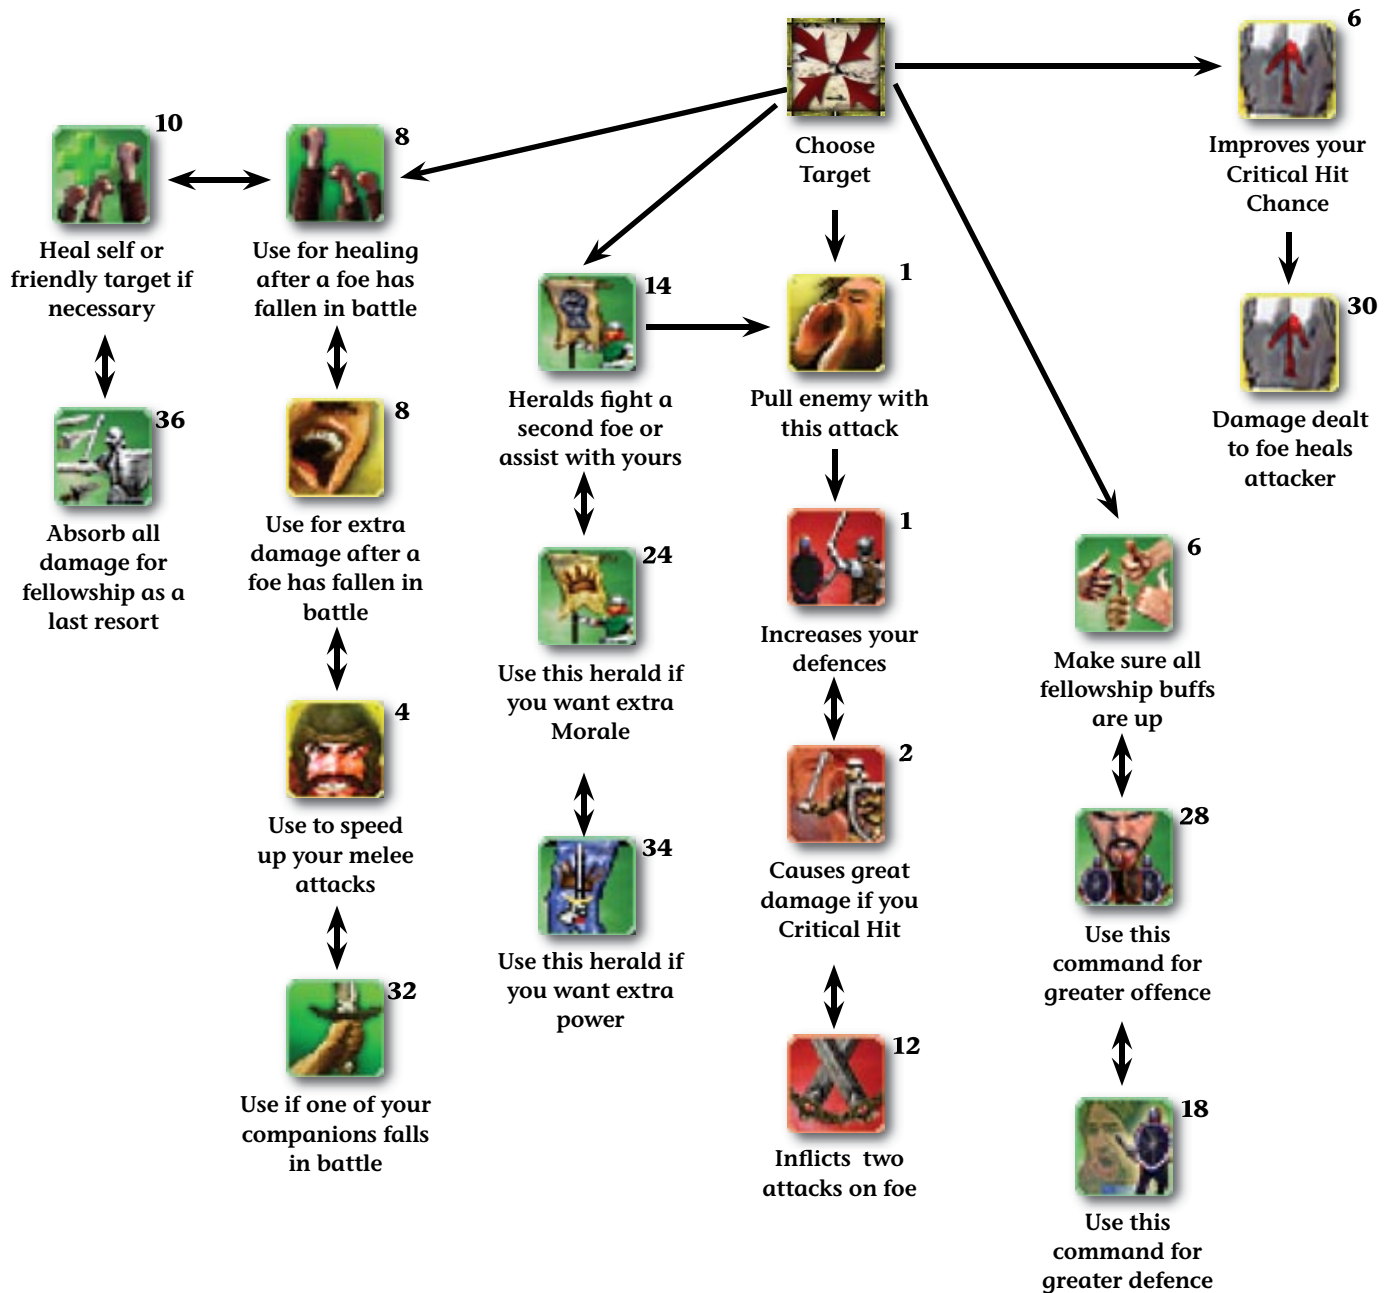 Choose
Target
6
Improves your
Critical Hit
Chance
30
Damage dealt
to foe heals
attacker
10
Heal self or
friendly target if
necessary
36
Absorb all
damage for
fellowship as a
last resort
8
Use for healing
after a foe has
fallen in battle
8
Use for extra
damage after a
foe has fallen in
battle
4
Use to speed
up your melee
attacks
32
Use if one of your
companions falls
in battle
14
Heralds fight a
second foe or
assist with yours
24
Use this herald if
you want extra
Morale
34
Use this herald if
you want extra
power
1
Pull enemy with
this attack
1
Increases your
defences
2
Causes great
damage if you
Critical Hit
12
Inflicts two
attacks on foe
6
Make sure all
fellowship buffs
are up
28
Use this
command for
greater offence
18
Use this
command for
greater defence